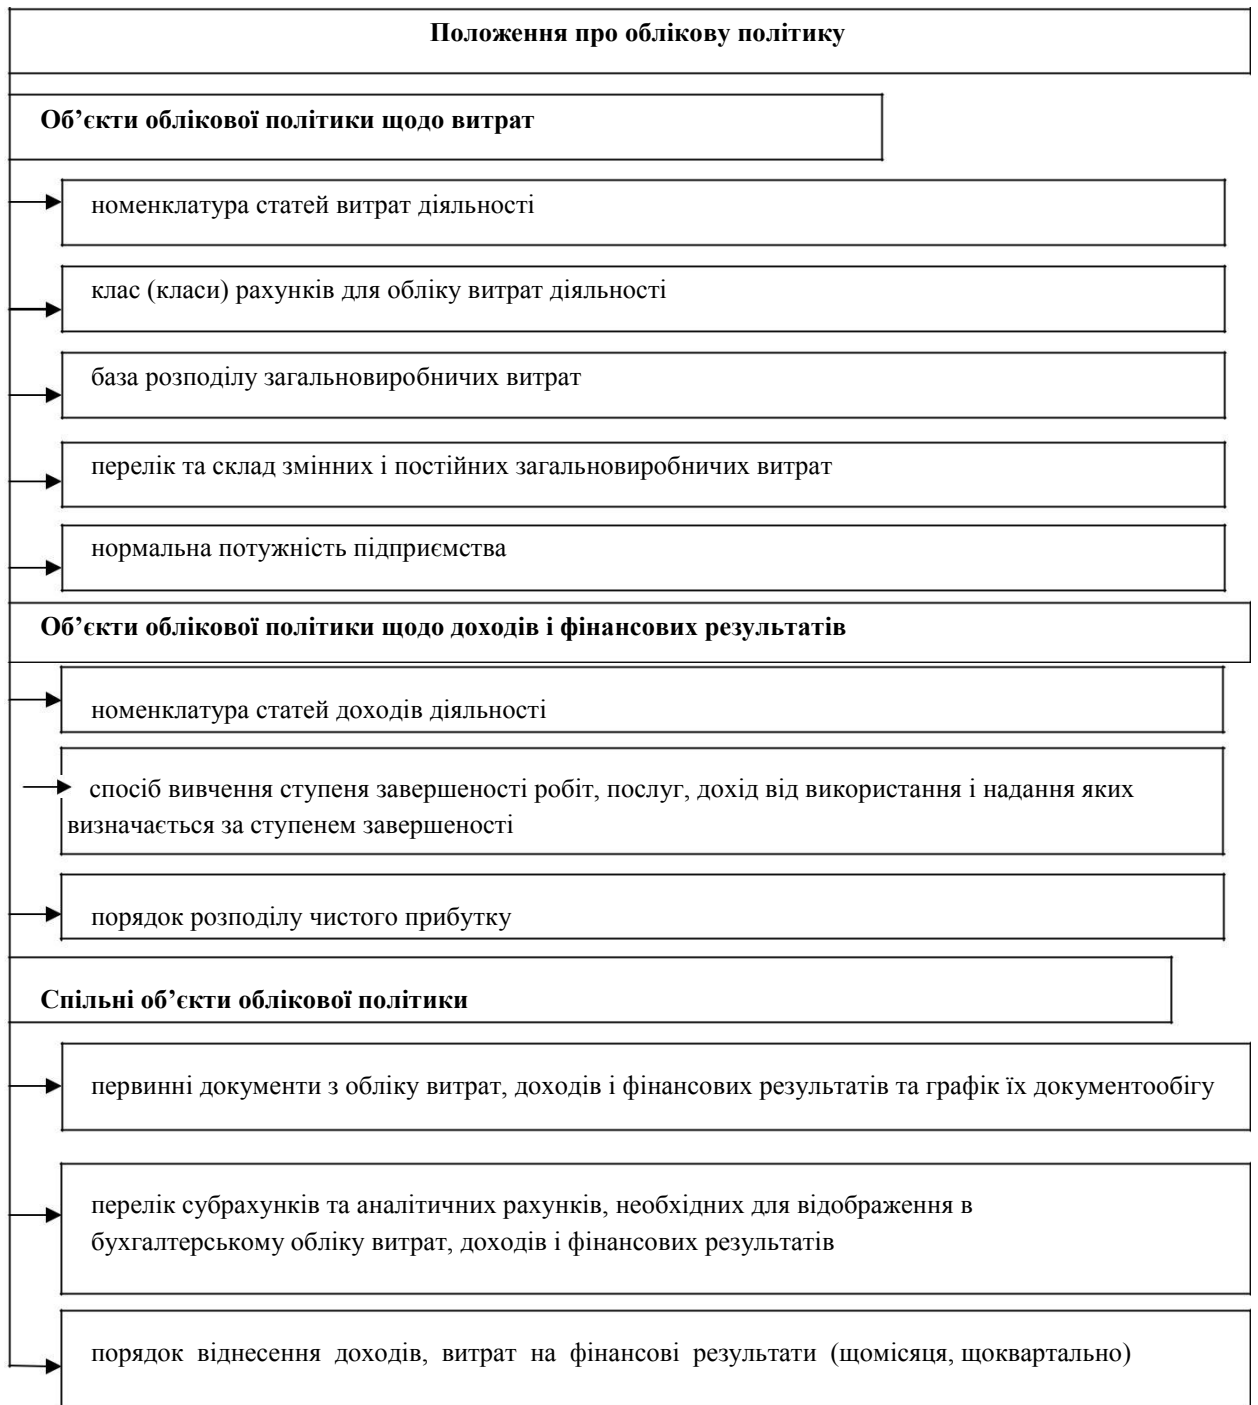 Положення про облікову політику
Об’єкти облікової політики щодо витрат
номенклатура статей витрат діяльності
клас (класи) рахунків для обліку витрат діяльності
база розподілу загальновиробничих витрат
перелік та склад змінних і постійних загальновиробничих витрат
нормальна потужність підприємства
Об’єкти облікової політики щодо доходів і фінансових результатів
номенклатура статей доходів діяльності
спосіб вивчення ступеня завершеності робіт, послуг, дохід від використання і надання яких
визначається за ступенем завершеності
порядок розподілу чистого прибутку
Спільні об’єкти облікової політики
первинні документи з обліку витрат, доходів і фінансових результатів та графік їх документообігу
перелік субрахунків та аналітичних рахунків, необхідних для відображення в
бухгалтерському обліку витрат, доходів і фінансових результатів
порядок віднесення доходів, витрат на фінансові результати (щомісяця, щоквартально)